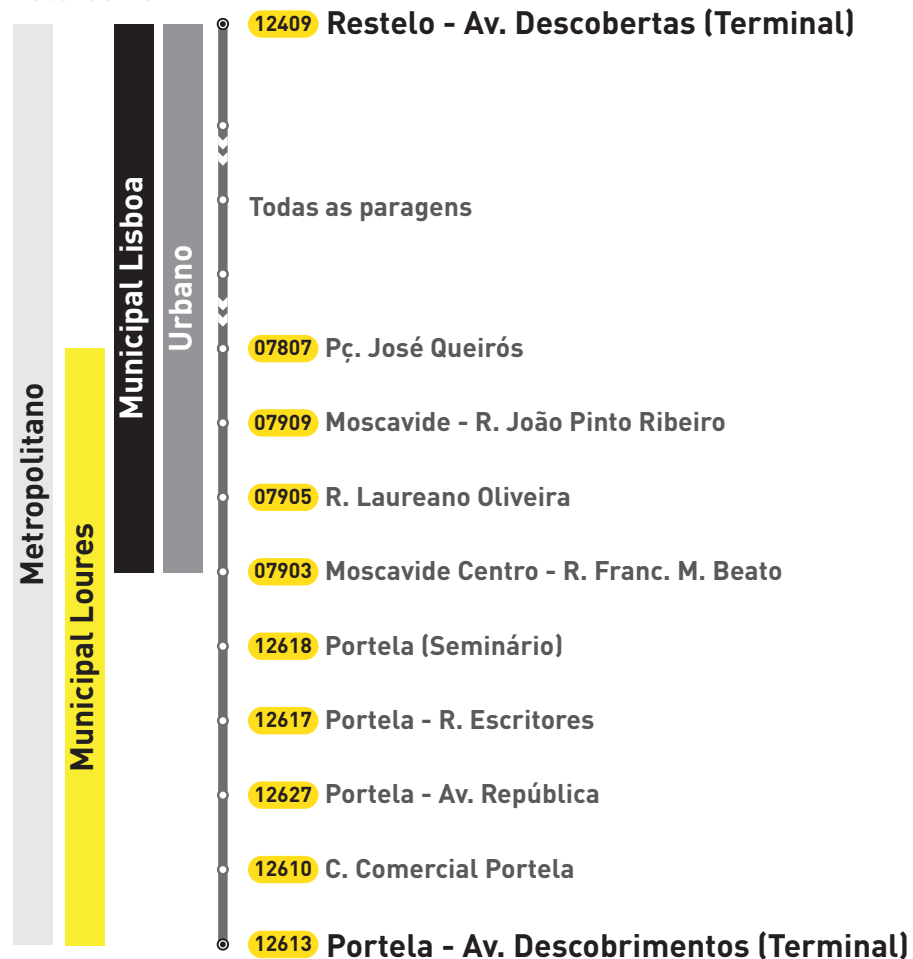 12409 Restelo - Av. Descobertas (Terminal)
Todas as paragens
07807 Pç. José Queirós
07909 Moscavide - R. João Pinto Ribeiro
07905 R. Laureano Oliveira
07903 Moscavide Centro - R. Franc. M. Beato
12618 Portela (Seminário)
12617 Portela - R. Escritores
12627 Portela - Av. República
12610 C. Comercial Portela
12613 Portela - Av. Descobrimentos (Terminal)
Metropolitano
Municipal Loures
Municipal Lisboa
Urbano